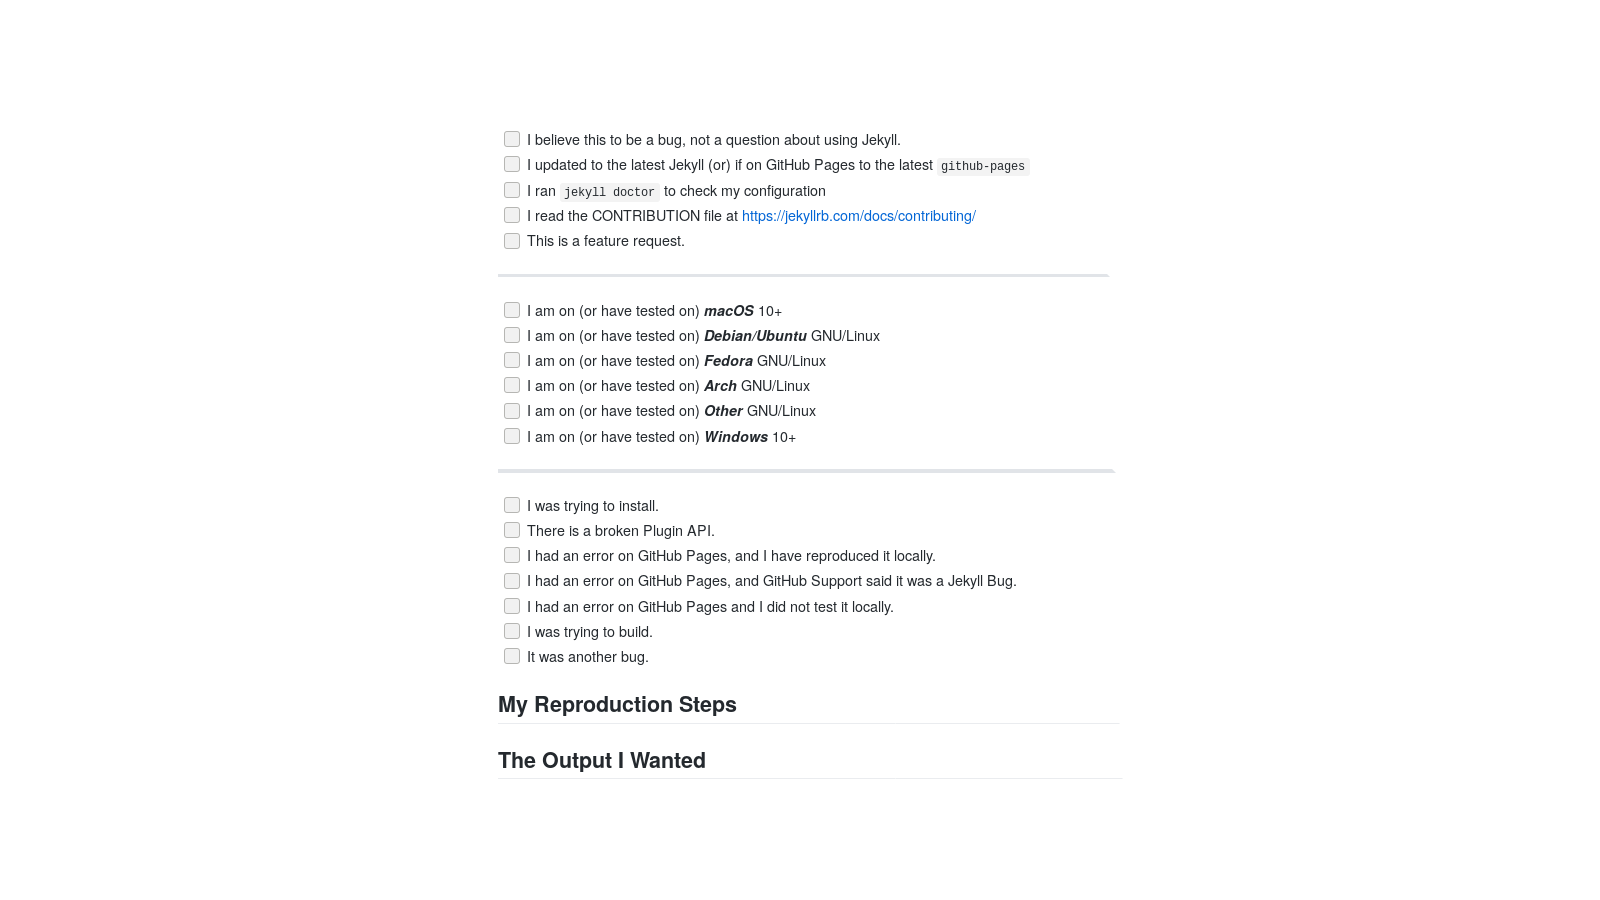 I believe this to be a bug, not a question about using Jekyll.
I updated to the latest Jekyll (or) if on GitHub Pages to the latest github-pages
I ran jekyll doctor to check my configuration
I read the CONTRIBUTION file at https://jekyllrb.com/docs/contributing/
This is a feature request.
I am on (or have tested on) macOS 10+
I am on (or have tested on) Debian/Ubuntu GNU/Linux
I am on (or have tested on) Fedora GNU/Linux
I am on (or have tested on) Arch GNU/Linux
I am on (or have tested on) Other GNU/Linux
I am on (or have tested on) Windows 10+
I was trying to install.
There is a broken Plugin API.
I had an error on GitHub Pages, and I have reproduced it locally.
I had an error on GitHub Pages, and GitHub Support said it was a Jekyll Bug.
I had an error on GitHub Pages and I did not test it locally.
I was trying to build.
It was another bug.
My Reproduction Steps
The Output I Wanted